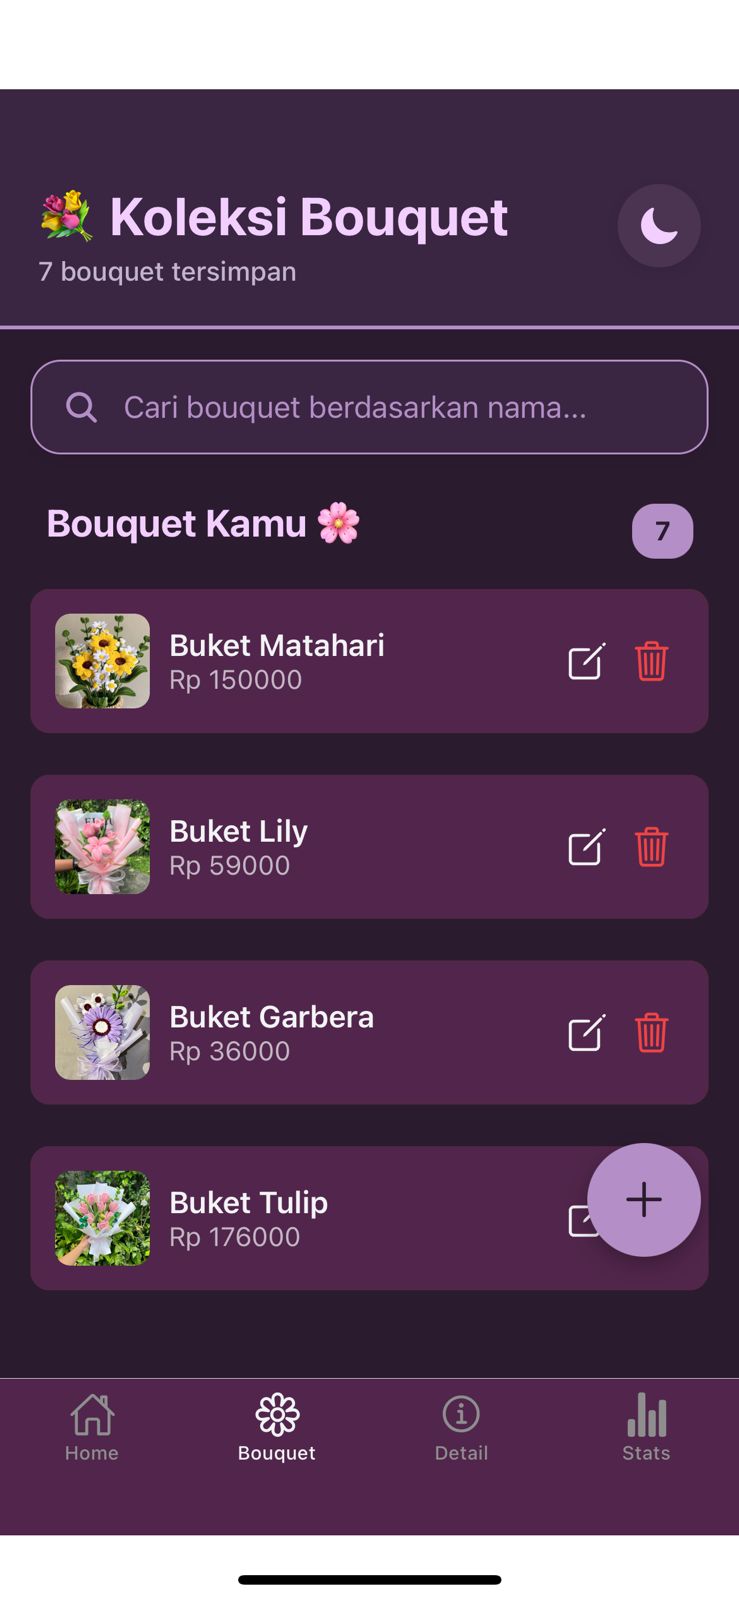 Koleksi Bouquet
7 bouquet tersimpan
Cari bouquet berdasarkan nama...
Bouquet Kamu
7
Buket Matahari
Rp 150000
Buket Lily
Rp 59000
Buket Garbera
Rp 36000
Buket Tulip
Rp 176000
Home
Bouquet
Detail
Stats